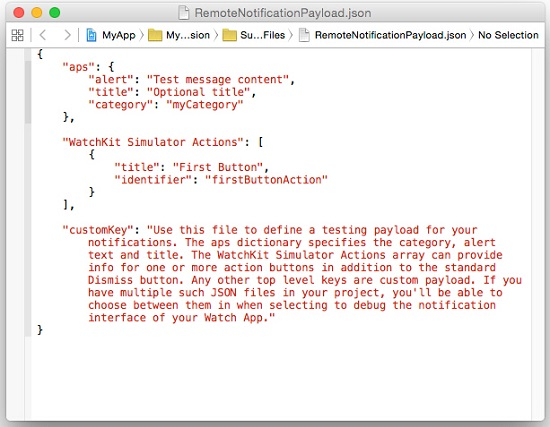 RemoteNotificationPayload.json
MyApp My...sion Su...Files RemoteNotificationPayload.json No Selection
{
    "aps": {
        "alert": "Test message content",
        "title": "Optional title",
        "category": "myCategory"
    },

    "WatchKit Simulator Actions": [
        {
            "title": "First Button",
            "identifier": "firstButtonAction"
        }
    ],

    "customKey": "Use this file to define a testing payload for your
        notifications. The aps dictionary specifies the category, alert
        text and title. The WatchKit Simulator Actions array can provide
        info for one or more action buttons in addition to the standard
        Dismiss button. Any other top level keys are custom payload. If you
        have multiple such JSON files in your project, you'll be able to
        choose between them in when selecting to debug the notification
        interface of your Watch App."
}